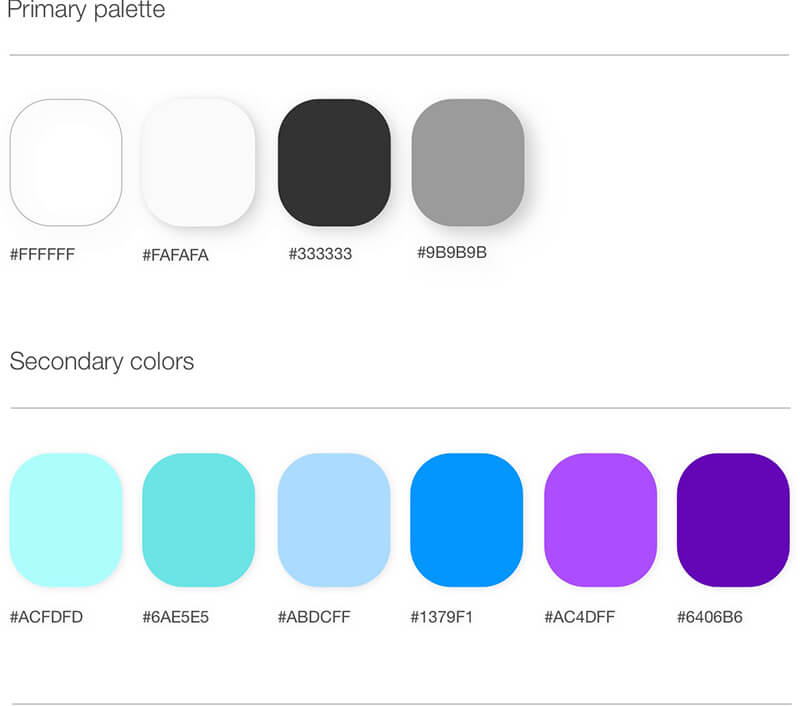 Primary palette
#FFFFFF
#FAFAFA
#333333
#9B9B9B
Secondary colors
#ACFDFD
#6AE5E5
#ABDCFF
#1379F1
#AC4DFF
#6406B6